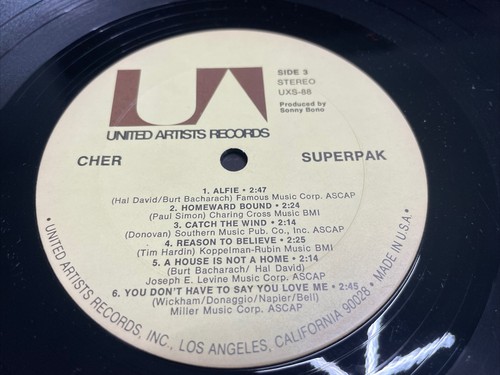 UA
UNITED ARTISTS RECORDS
SIDE 3
STEREO
UXS-88
Produced by
Sonny Bono
CHER
SUPERPAK
1. ALFIE • 2:47
(Hal David/Burt Bacharach) Famous Music Corp. ASCAP
2. HOMEWARD BOUND • 2:24
(Paul Simon) Charing Cross Music BMI
3. CATCH THE WIND • 2:14
(Donovan) Southern Music Pub. Co., Inc. ASCAP
4. REASON TO BELIEVE • 2:25
(Tim Hardin) Koppelman-Rubin Music BMI
5. A HOUSE IS NOT A HOME • 2:14
(Burt Bacharach/ Hal David)
Joseph E. Levine Music Corp. ASCAP
6. YOU DON'T HAVE TO SAY YOU LOVE ME • 2:45
(Wickham/Donaggio/Napier/Bell)
Miller Music Corp. ASCAP
• UNITED ARTISTS RECORDS, INC., LOS ANGELES, CALIFORNIA 90028 • MADE IN U.S.A. •